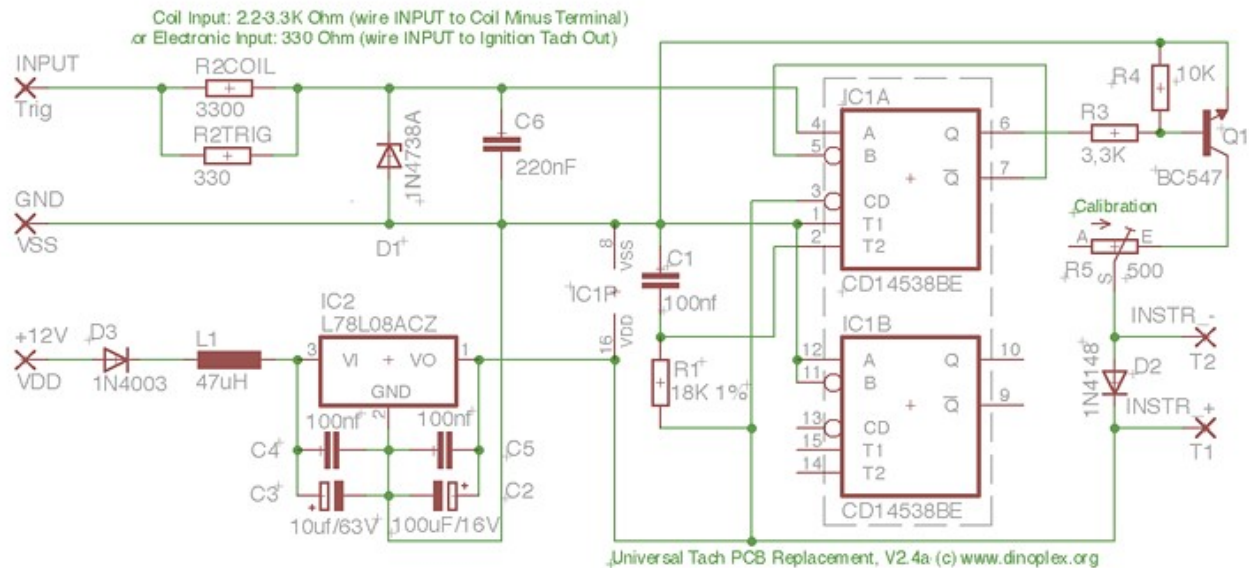 Coil Input: 2.2-3.3K Ohm (wire INPUT to Coil Minus Terminal)
or Electronic Input: 330 Ohm (wire INPUT to Ignition Tach Out)
INPUT
Trig
R2COIL
3300
R2TRIG
330
1N4738A
D1
C6
220nF
GND
VSS
IC1A
4 A
5 B
3 CD
1 T1
2 T2
Q 6
Q 7
CD14538BE
R4
10K
R3
3,3K
Q1
BC547
Calibration
A
E
S
R5
500
8
VSS
IC1P
VDD
16
C1
100nf
R1
18K 1%
+12V
VDD
D3
1N4003
L1
47uH
IC2
L78L08ACZ
3 VI
VO 1
GND
2
100nf
100nf
C4
C5
C3
C2
10uf/63V
100uF/16V
IC1B
12 A
11 B
13 CD
15 T1
14 T2
Q 10
Q 9
CD14538BE
INSTR_-
T2
1N4148
D2
INSTR_+
T1
Universal Tach PCB Replacement, V2.4a (c) www.dinoplex.org